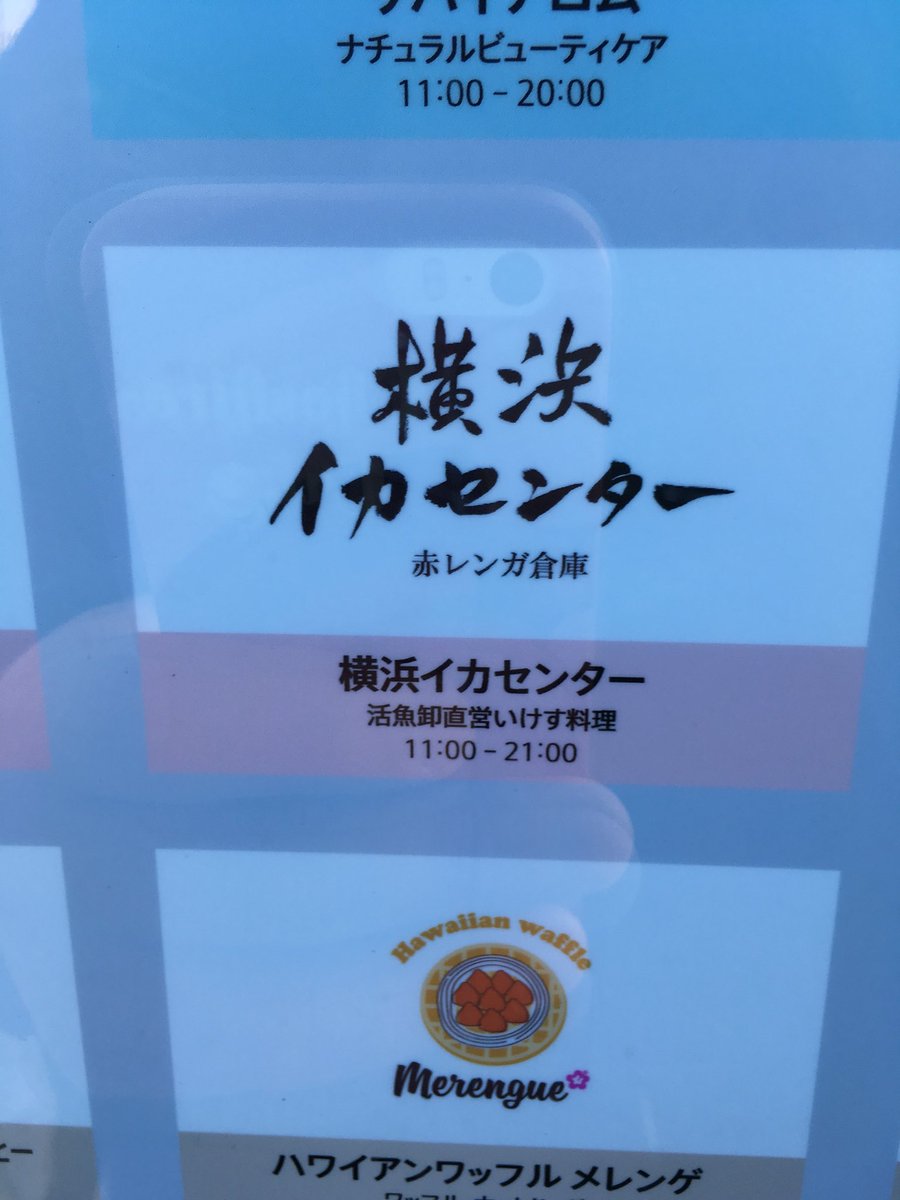 ナチュラルビューティケア
11:00 – 20:00
横浜
イカセンター
赤レンガ倉庫
横浜イカセンター
活魚卸直営いけす料理
11:00 – 21:00
Hawaiian waffle
Merengue
ハワイアンワッフル メレンゲ